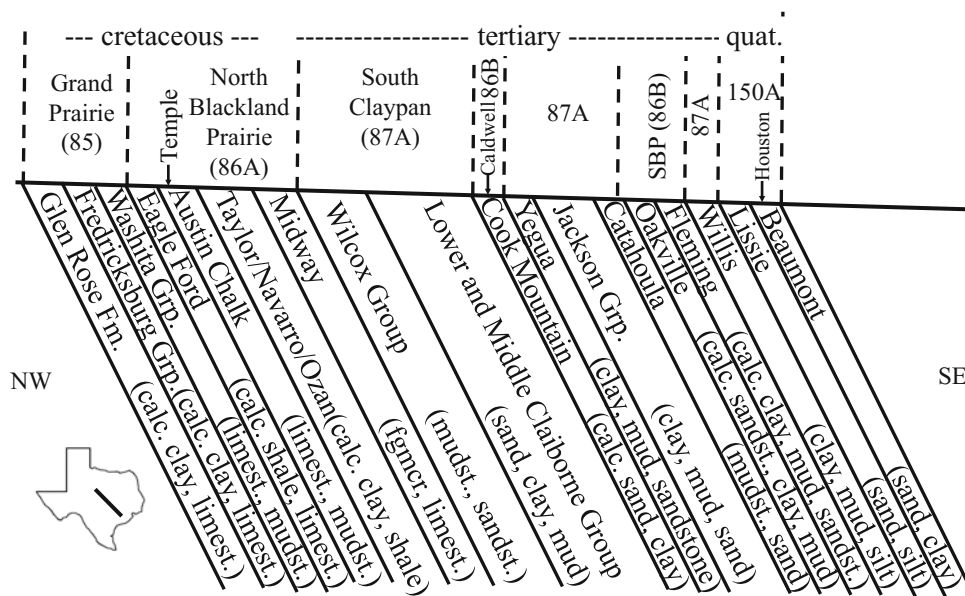 --- cretaceous ---
------------- tertiary -------------
quat.
Grand
Prairie
(85)
Temple
North
Blackland
Prairie
(86A)
South
Claypan
(87A)
Caldwell
86B
87A
SBP (86B)
87A
150A
Houston
Glen Rose Fm. (calc. clay, limest.)
Fredricksburg Grp. (calc. clay, limest.)
Washita Grp. (limest., mudst.)
Eagle Ford (calc. shale, limest.)
Austin Chalk (limest., mudst.)
Taylor/Navarro/Ozan (calc. clay, shale)
Midway (fgmcr, limest.)
Wilcox Group (mudst., sandst.)
Lower and Middle Claiborne Group (sand, clay, mud)
Cook Mountain (calc. sand, clay)
Yegua (clay, mud, sandstone)
Jackson Grp. (clay, mud, sand)
Catahoula (mudst., sand)
Oakville (calc. sandst., clay, mud)
Fleming (calc. clay, mud, sandst.)
Willis (clay, mud, silt)
Lissie (sand, silt)
Beaumont (sand, clay)
NW
SE